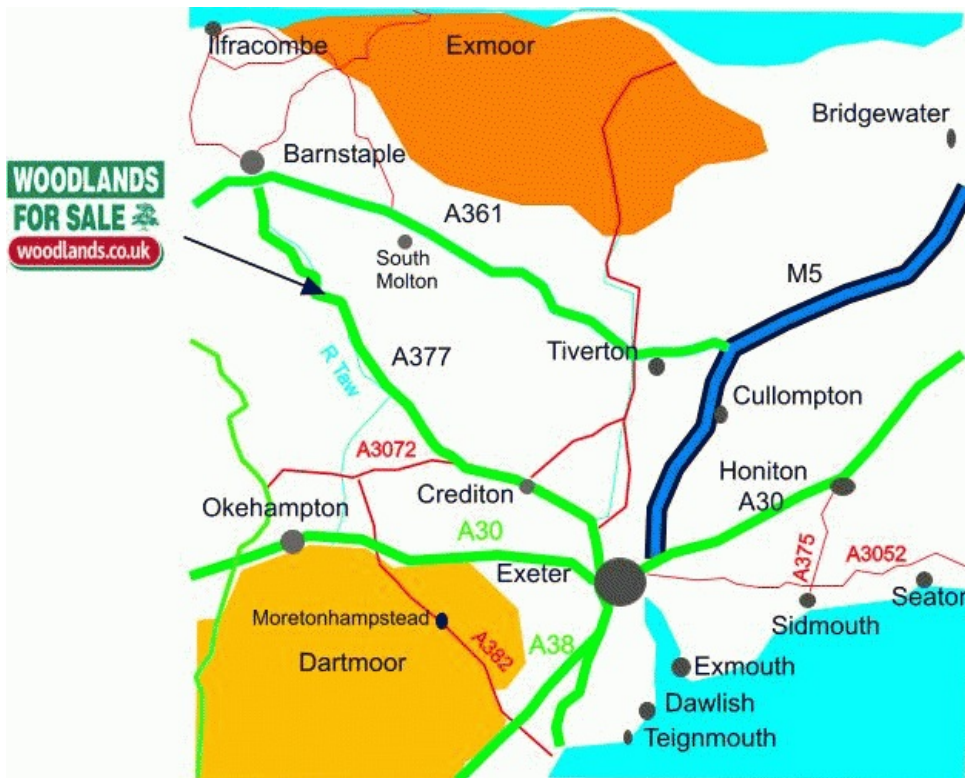 Ilfracombe
Exmoor
Bridgewater
Barnstaple
WOODLANDS
FOR SALE
woodlands.co.uk
A361
South
Molton
M5
A377
R Taw
Tiverton
Cullompton
A3072
Honiton
Crediton
A30
Okehampton
A30
Exeter
A375
A3052
Seaton
Moretonhampstead
Sidmouth
A38
A382
Dartmoor
Exmouth
Dawlish
Teignmouth